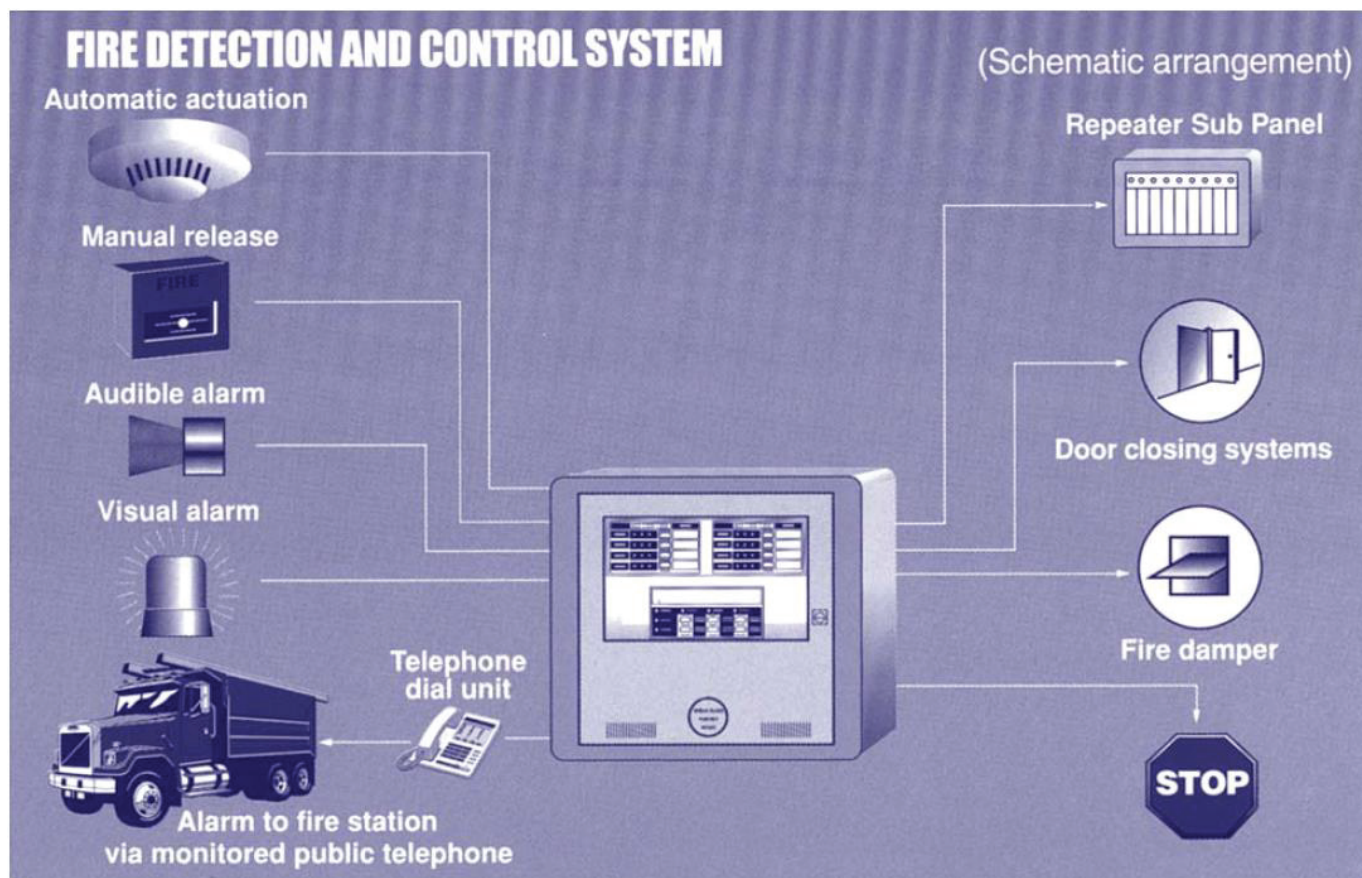 FIRE DETECTION AND CONTROL SYSTEM
(Schematic arrangement)
Automatic actuation
Repeater Sub Panel
Manual release
FIRE
Audible alarm
Door closing systems
Visual alarm
Fire damper
Telephone
dial unit
STOP
Alarm to fire station
via monitored public telephone